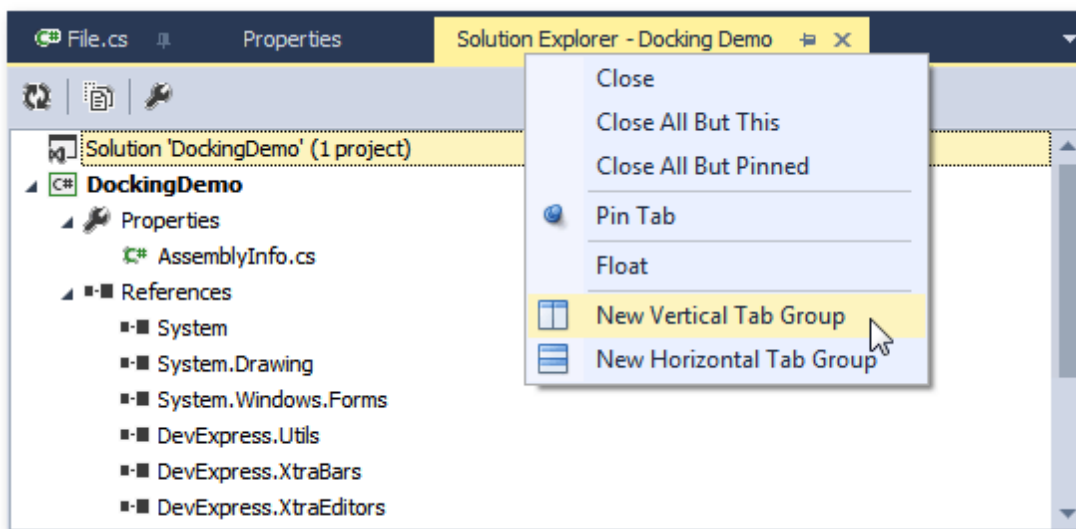 C# File.cs Properties Solution Explorer - Docking Demo
Close
Close All But This
Close All But Pinned
Pin Tab
Float
New Vertical Tab Group
New Horizontal Tab Group
Solution 'DockingDemo' (1 project)
C# DockingDemo
Properties
C# AssemblyInfo.cs
References
System
System.Drawing
System.Windows.Forms
DevExpress.Utils
DevExpress.XtraBars
DevExpress.XtraEditors